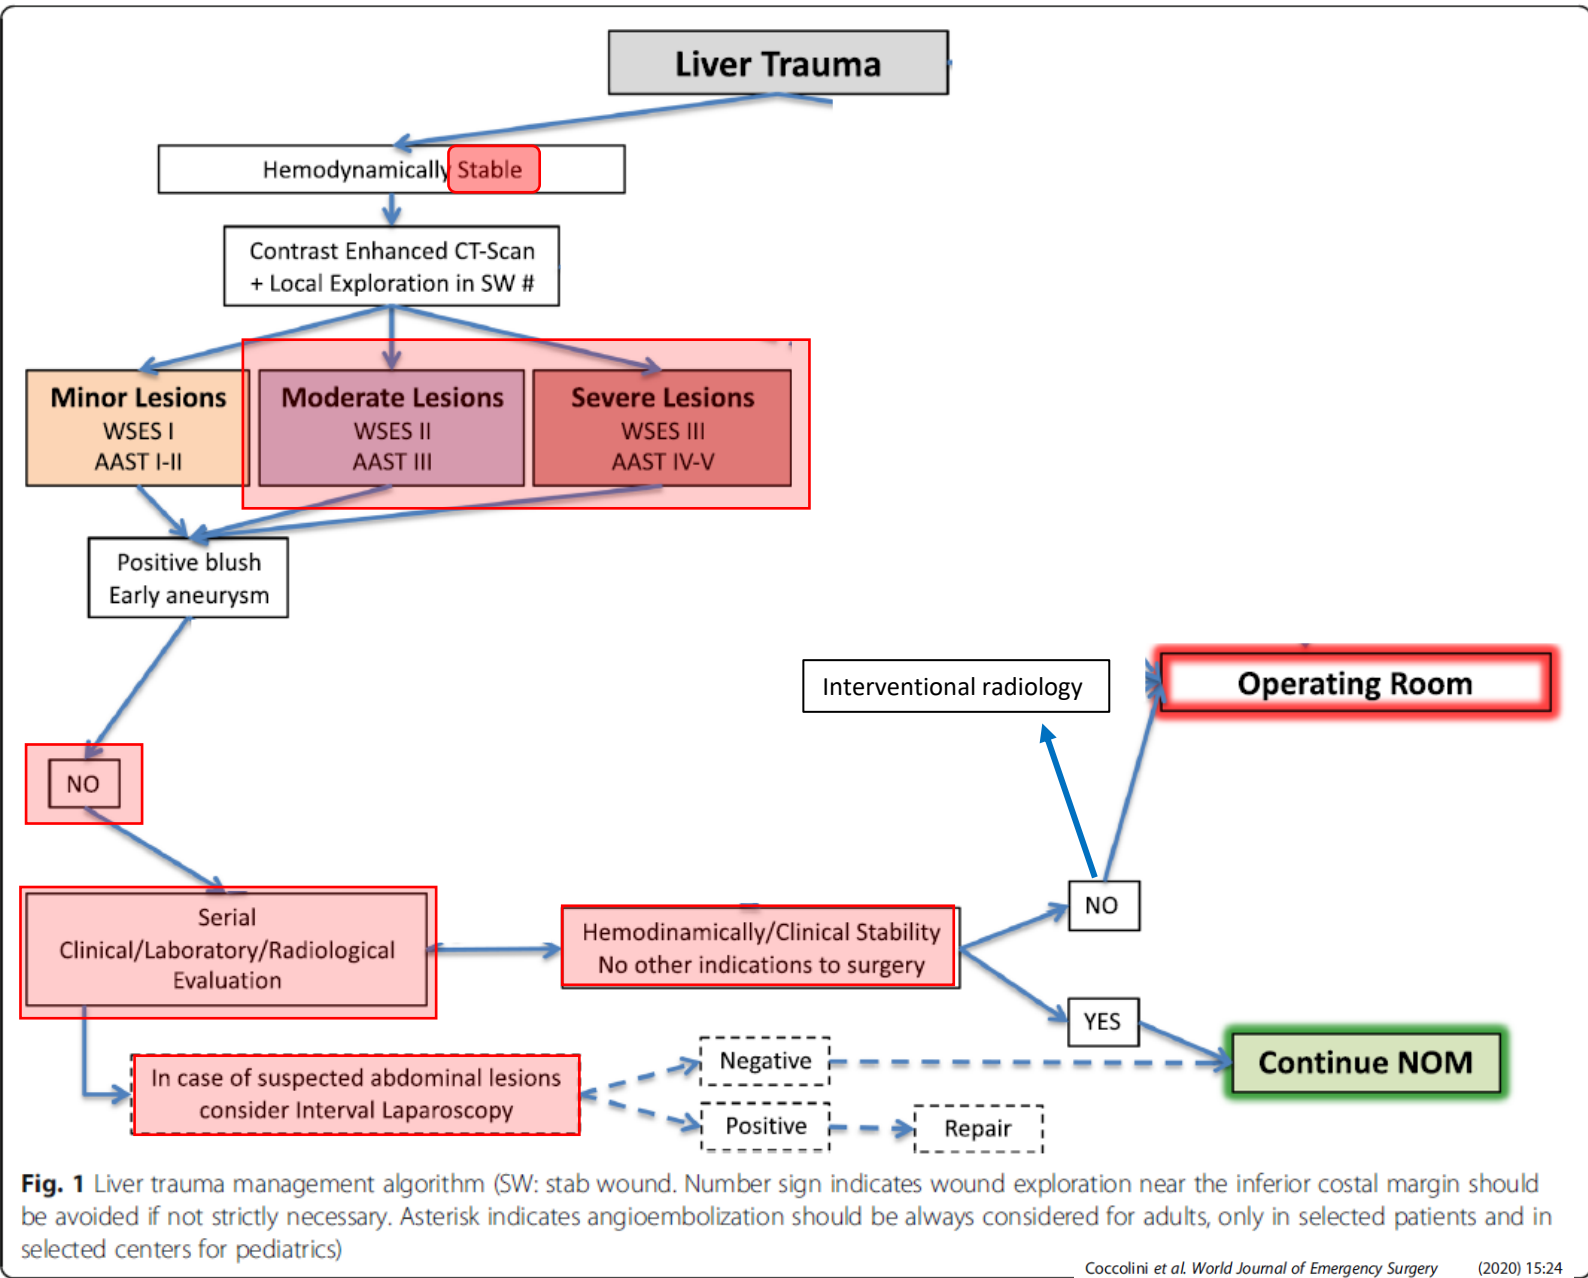 Liver Trauma
Hemodynamically Stable
Contrast Enhanced CT-Scan
+ Local Exploration in SW #
Minor Lesions
WSES I
AAST I-II
Moderate Lesions
WSES II
AAST III
Severe Lesions
WSES III
AAST IV-V
Positive blush
Early aneurysm
NO
Serial
Clinical/Laboratory/Radiological
Evaluation
Hemodinamically/Clinical Stability
No other indications to surgery
NO
YES
Interventional radiology
Operating Room
Continue NOM
In case of suspected abdominal lesions
consider Interval Laparoscopy
Negative
Positive
Repair
Fig. 1 Liver trauma management algorithm (SW: stab wound. Number sign indicates wound exploration near the inferior costal margin should
be avoided if not strictly necessary. Asterisk indicates angioembolization should be always considered for adults, only in selected patients and in
selected centers for pediatrics)
Coccolini et al. World Journal of Emergency Surgery (2020) 15:24